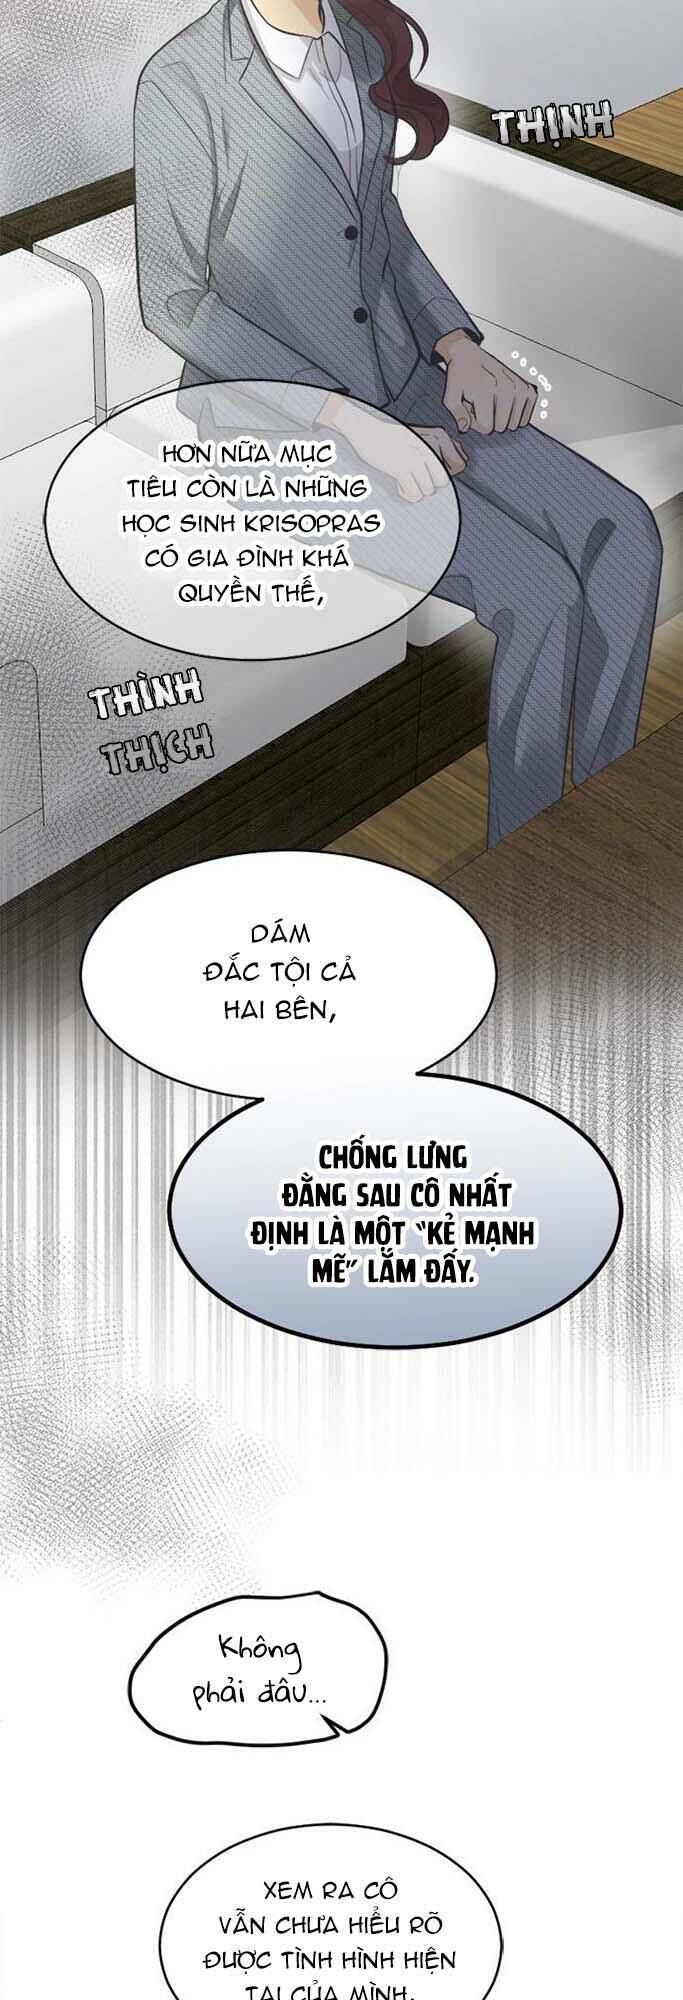 THỊNH
HƠN NỮA MỤC
TIÊU CÒN LÀ NHỮNG
HỌC SINH KRISOPRAS
CÓ GIA ĐÌNH KHÁ
QUYỀN THẾ,
THÌNH
THỊCH
DÁM
ĐẮC TỘI CẢ
HAI BÊN,
CHỐNG LƯNG
ĐẰNG SAU CÔ NHẤT
ĐỊNH LÀ MỘT "KẺ MẠNH
MẼ" LẮM ĐẤY.
Không
phải đâu...
XEM RA CÔ
VẪN CHƯA HIỂU RÕ
ĐƯỢC TÌNH HÌNH HIỆN
TẠI CỦA MÌNH.